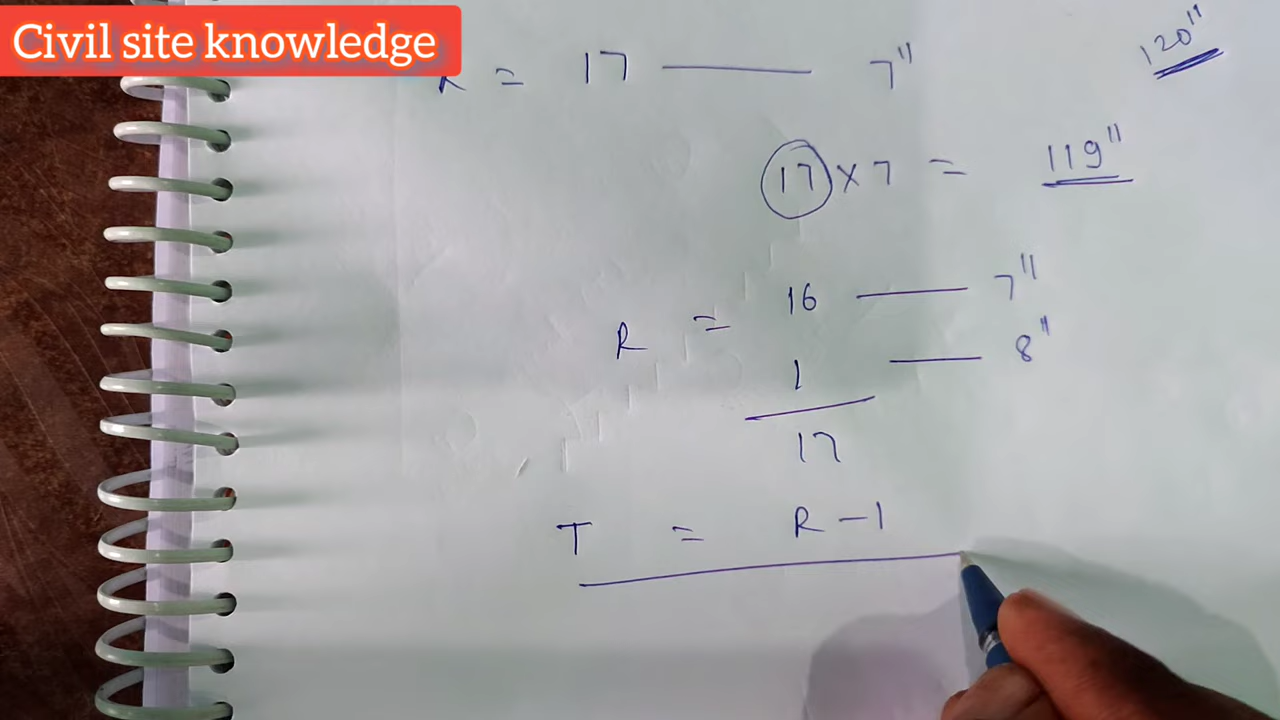 Civil site knowledge
R = 17 — 7"
120"
17 x 7 = 119"
R = 16 — 7"
1 — 8"
17
T = R - 1